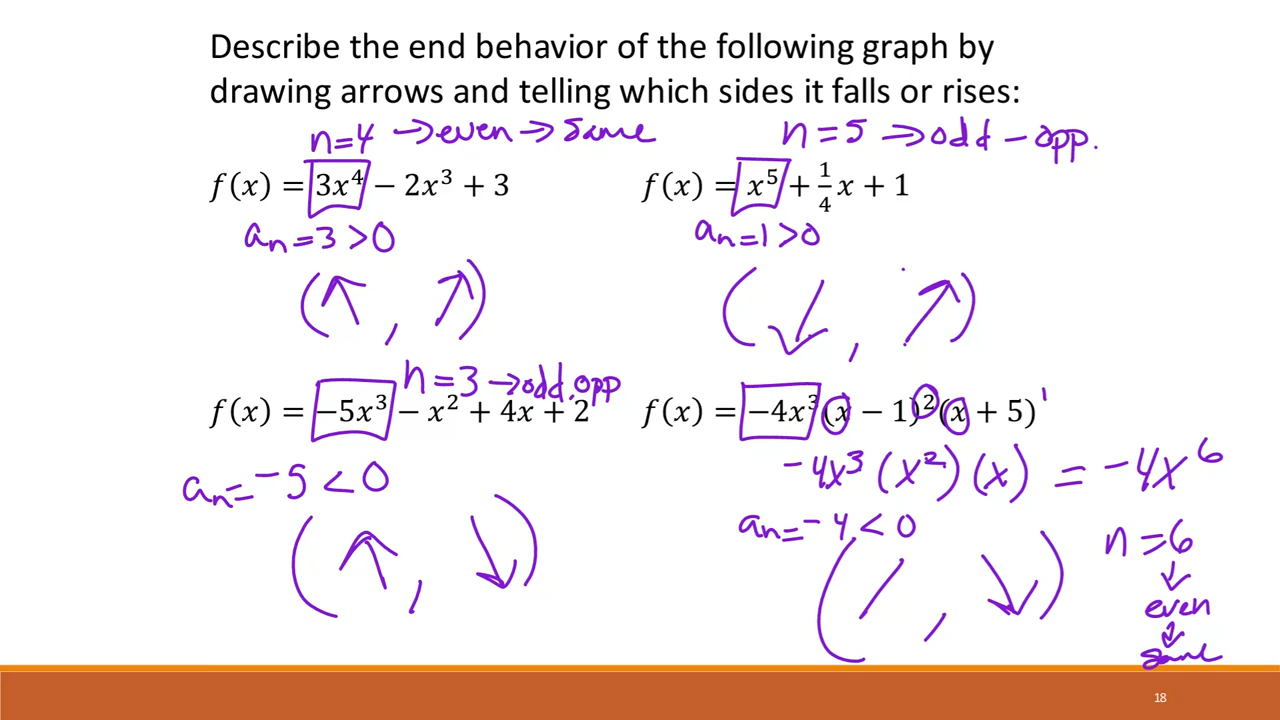 Describe the end behavior of the following graph by
drawing arrows and telling which sides it falls or rises:
n=4 →even→same
n=5 →odd – opp.
f(x) = 3x⁴ − 2x³ + 3
f(x) = x⁵ + 1/4 x + 1
aₙ=3>0
aₙ=1>0
(↑, ↗)
(↙, ↗)
n=3→odd.opp
f(x) = −5x³ − x² + 4x + 2
f(x) = −4x³(x − 1)²(x + 5)¹
-4x³(x²)(x) = -4x⁶
aₙ=-5<0
aₙ=-4<0
(↑, ↘)
(/, ↘)
n=6
↓
even
↓
same
18